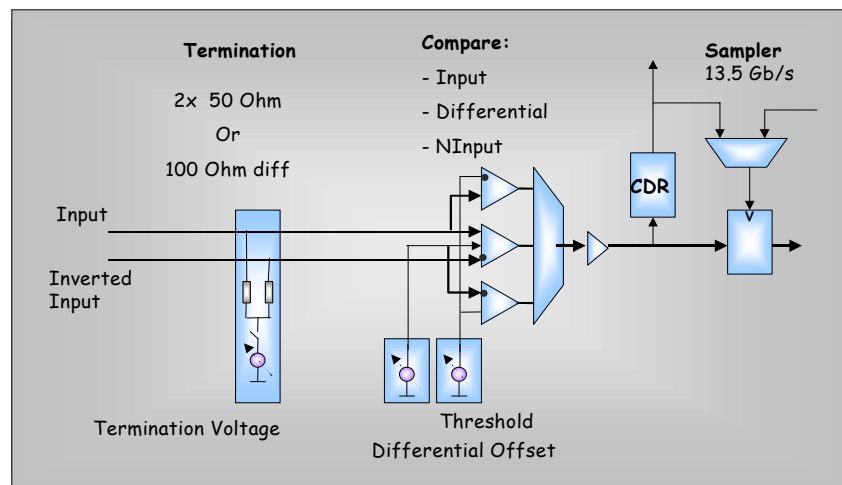 Termination
2x 50 Ohm
Or
100 Ohm diff
Compare:
- Input
- Differential
- NInput
Sampler
13.5 Gb/s
CDR
V
Input
Inverted
Input
Termination Voltage
Threshold
Differential Offset